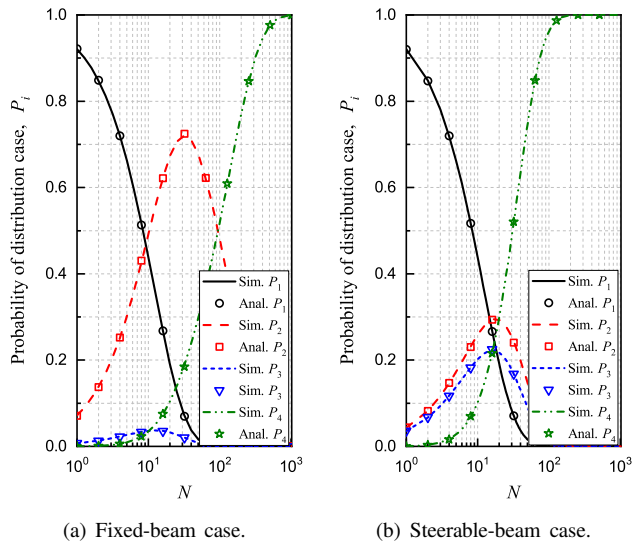 Probability of distribution case, P_i
1.0
0.8
0.6
0.4
0.2
0.0
10^0
10^1
10^2
10^3
N
Sim. P_1
Anal. P_1
Sim. P_2
Anal. P_2
Sim. P_3
Anal. P_3
Sim. P_4
Anal. P_4
(a) Fixed-beam case.
Probability of distribution case, P_i
1.0
0.8
0.6
0.4
0.2
0.0
10^0
10^1
10^2
10^3
N
Sim. P_1
Anal. P_1
Sim. P_2
Anal. P_2
Sim. P_3
Anal. P_3
Sim. P_4
Anal. P_4
(b) Steerable-beam case.